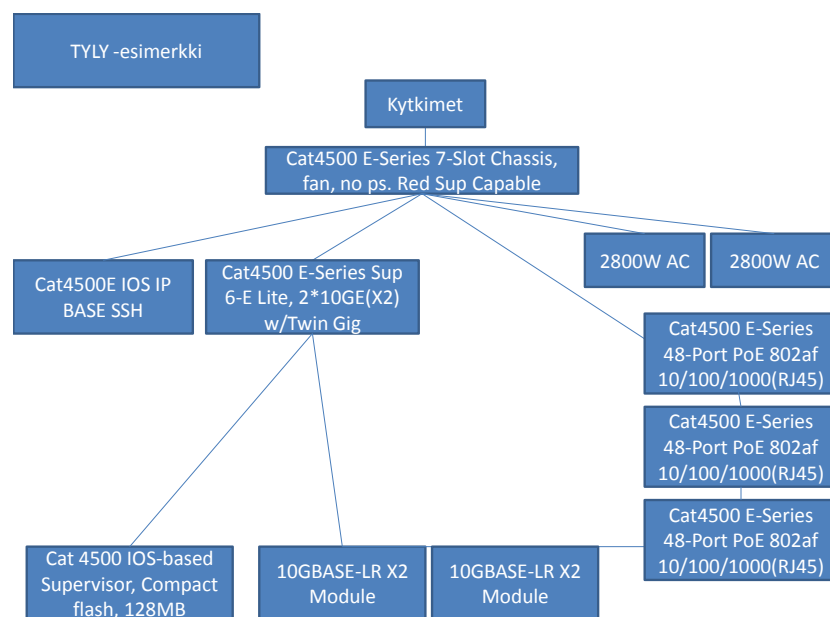 TYLY -esimerkki
Kytkimet
Cat4500 E-Series 7-Slot Chassis,
fan, no ps. Red Sup Capable
Cat4500E IOS IP
BASE SSH
Cat4500 E-Series Sup
6-E Lite, 2*10GE(X2)
w/Twin Gig
2800W AC
2800W AC
Cat4500 E-Series
48-Port PoE 802af
10/100/1000(RJ45)
Cat4500 E-Series
48-Port PoE 802af
10/100/1000(RJ45)
Cat4500 E-Series
48-Port PoE 802af
10/100/1000(RJ45)
Cat 4500 IOS-based
Supervisor, Compact
flash, 128MB
10GBASE-LR X2
Module
10GBASE-LR X2
Module